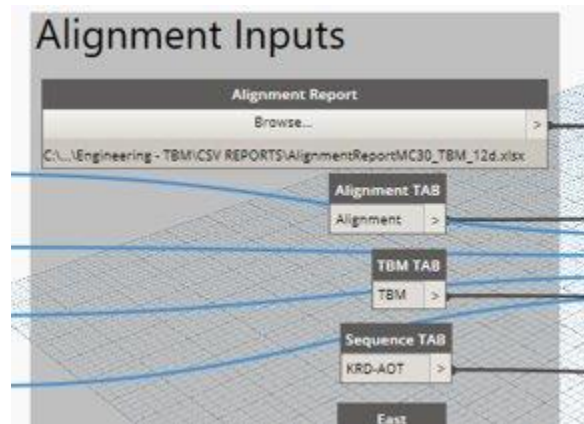 Alignment Inputs
Alignment Report
Browse...
>
C:\...\Engineering - TBM\CSV REPORTS\AlignmentReportMC30_TBM_12d.xlsx
Alignment TAB
Alignment >
TBM TAB
TBM >
Sequence TAB
KRD-AOT >
East